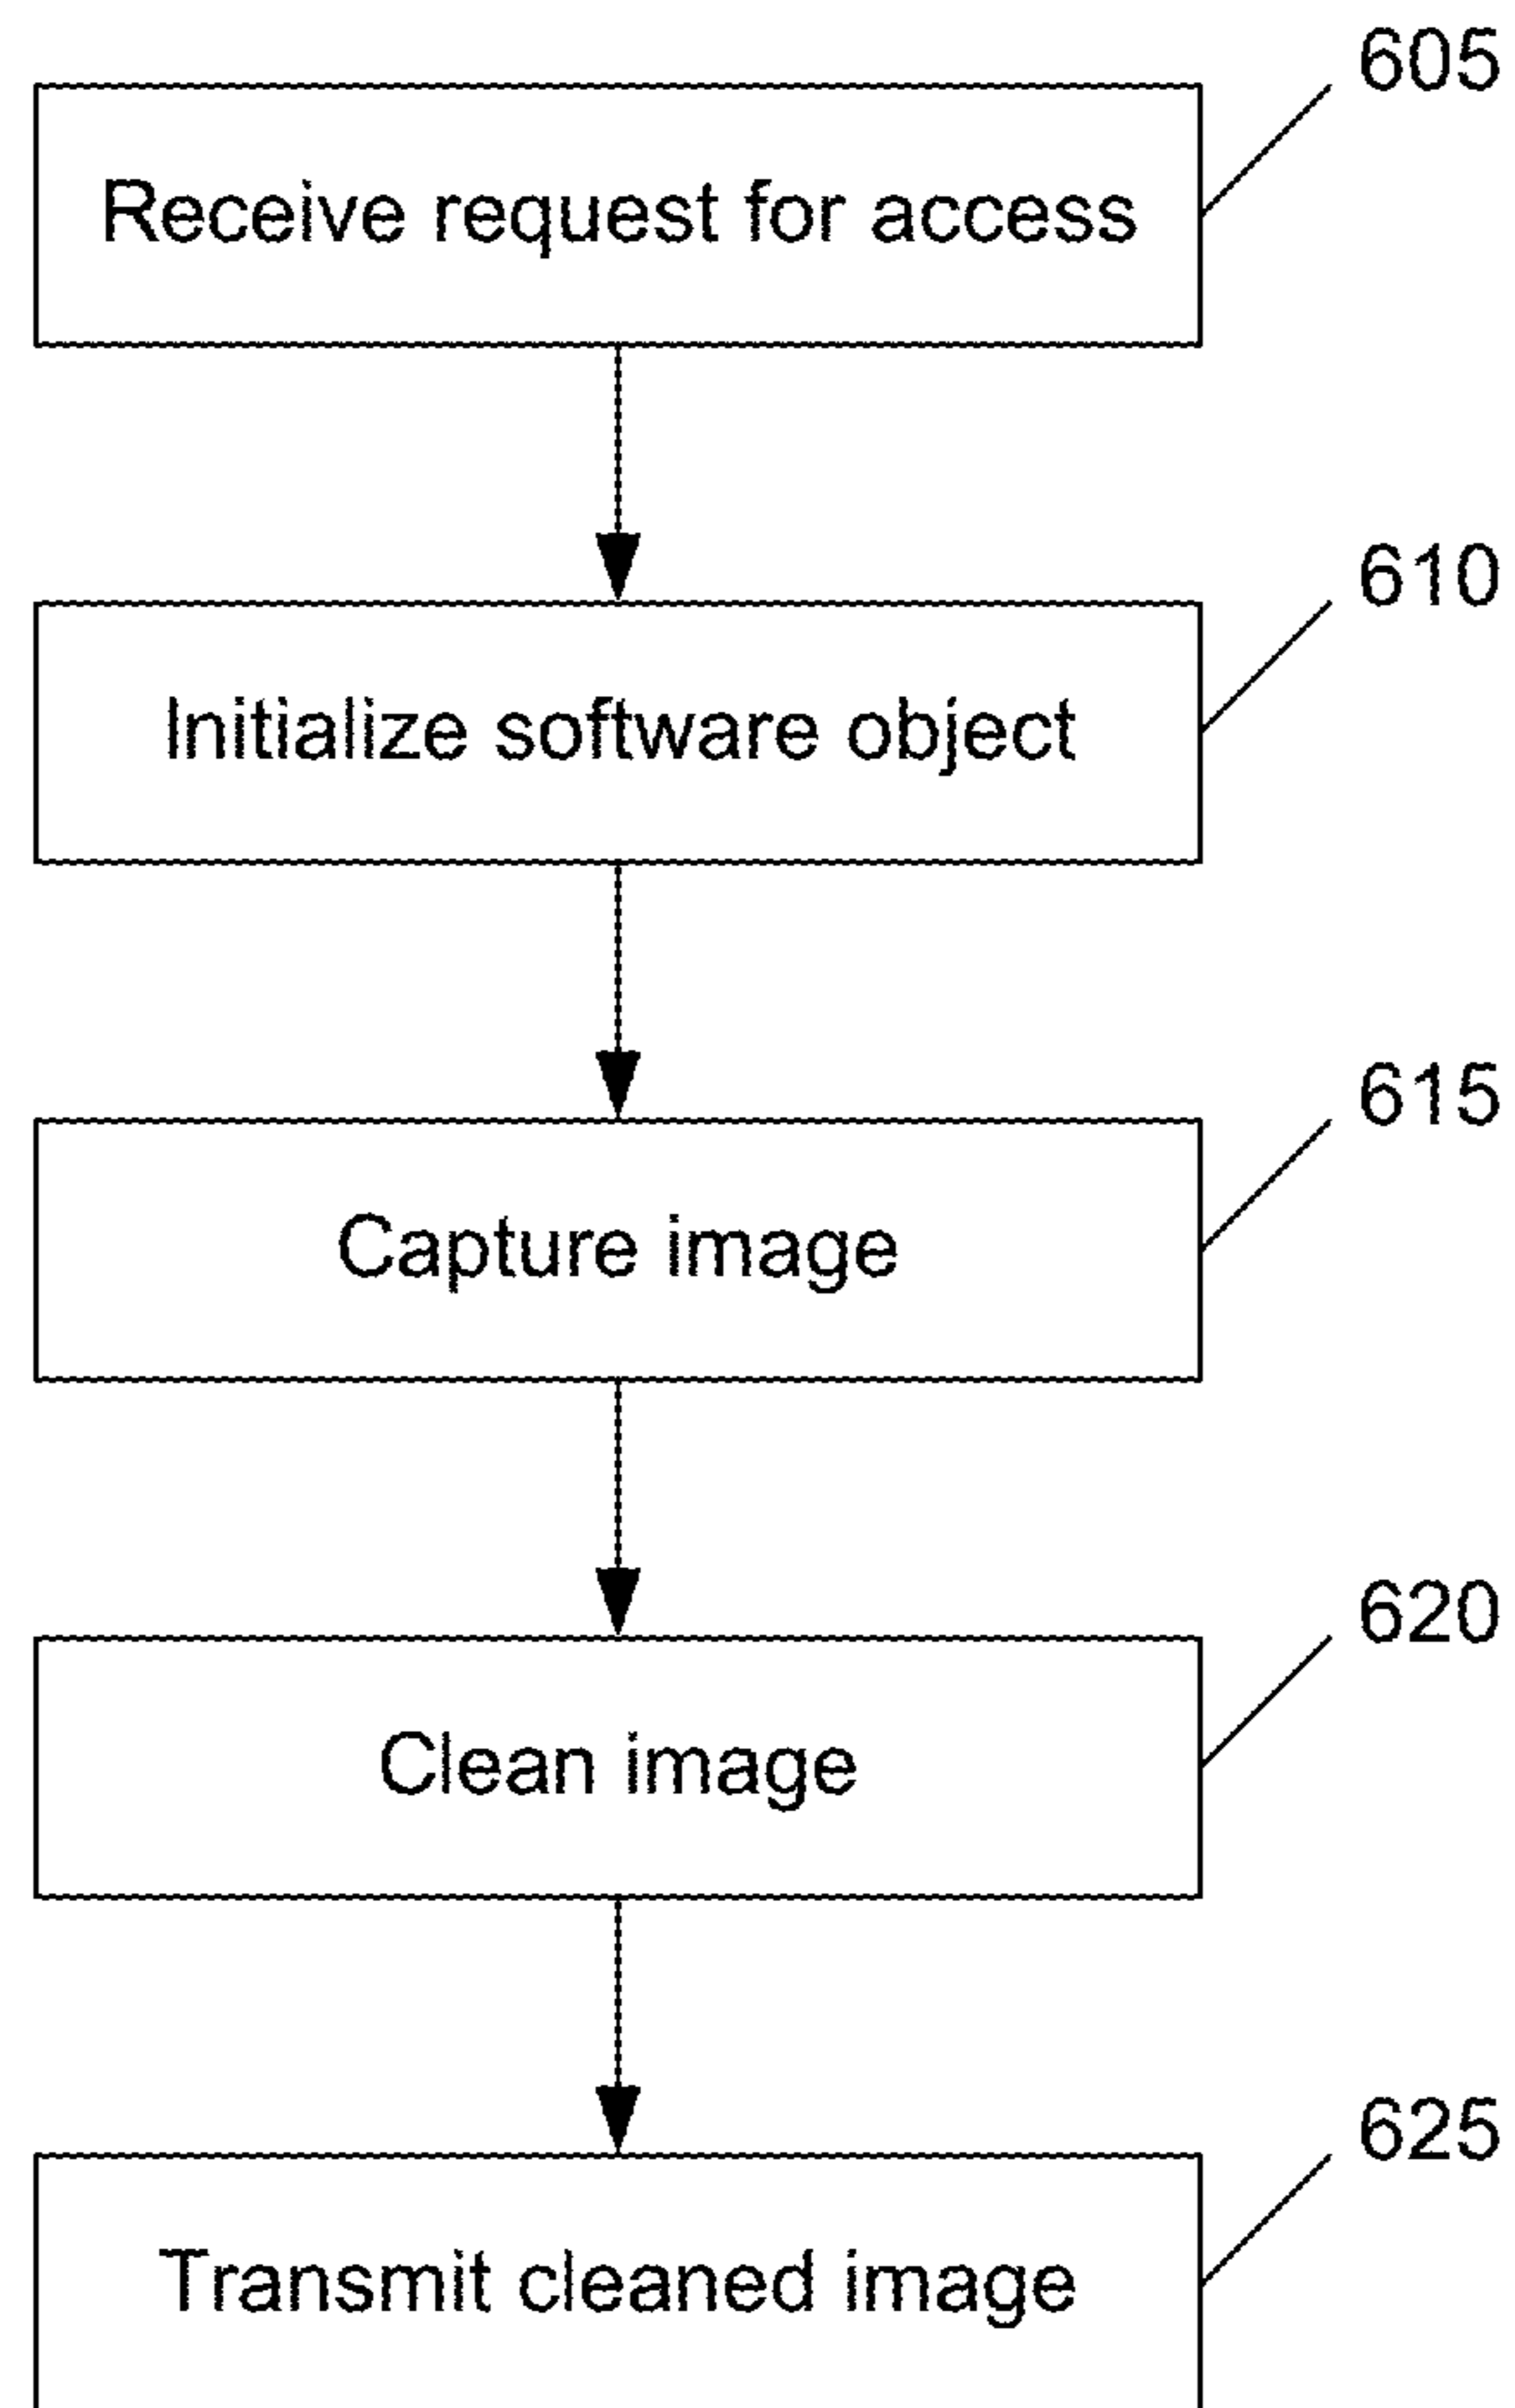 605
Receive request for access
610
Initialize software object
615
Capture image
620
Clean image
625
Transmit cleaned image